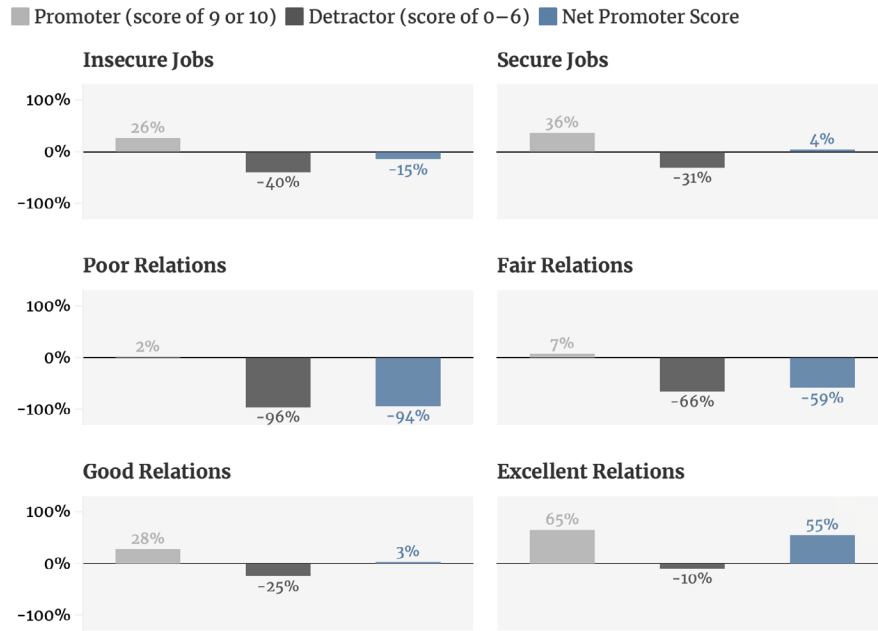 Promoter (score of 9 or 10) Detractor (score of 0–6) Net Promoter Score
Insecure Jobs Secure Jobs
100%
26% 36%
4%
0%
-40% -15% -31%
-100%
Poor Relations Fair Relations
100%
2% 7%
0%
-96% -94% -66% -59%
-100%
Good Relations Excellent Relations
100%
28% 3% 65% 55%
0%
-25% -10%
-100%